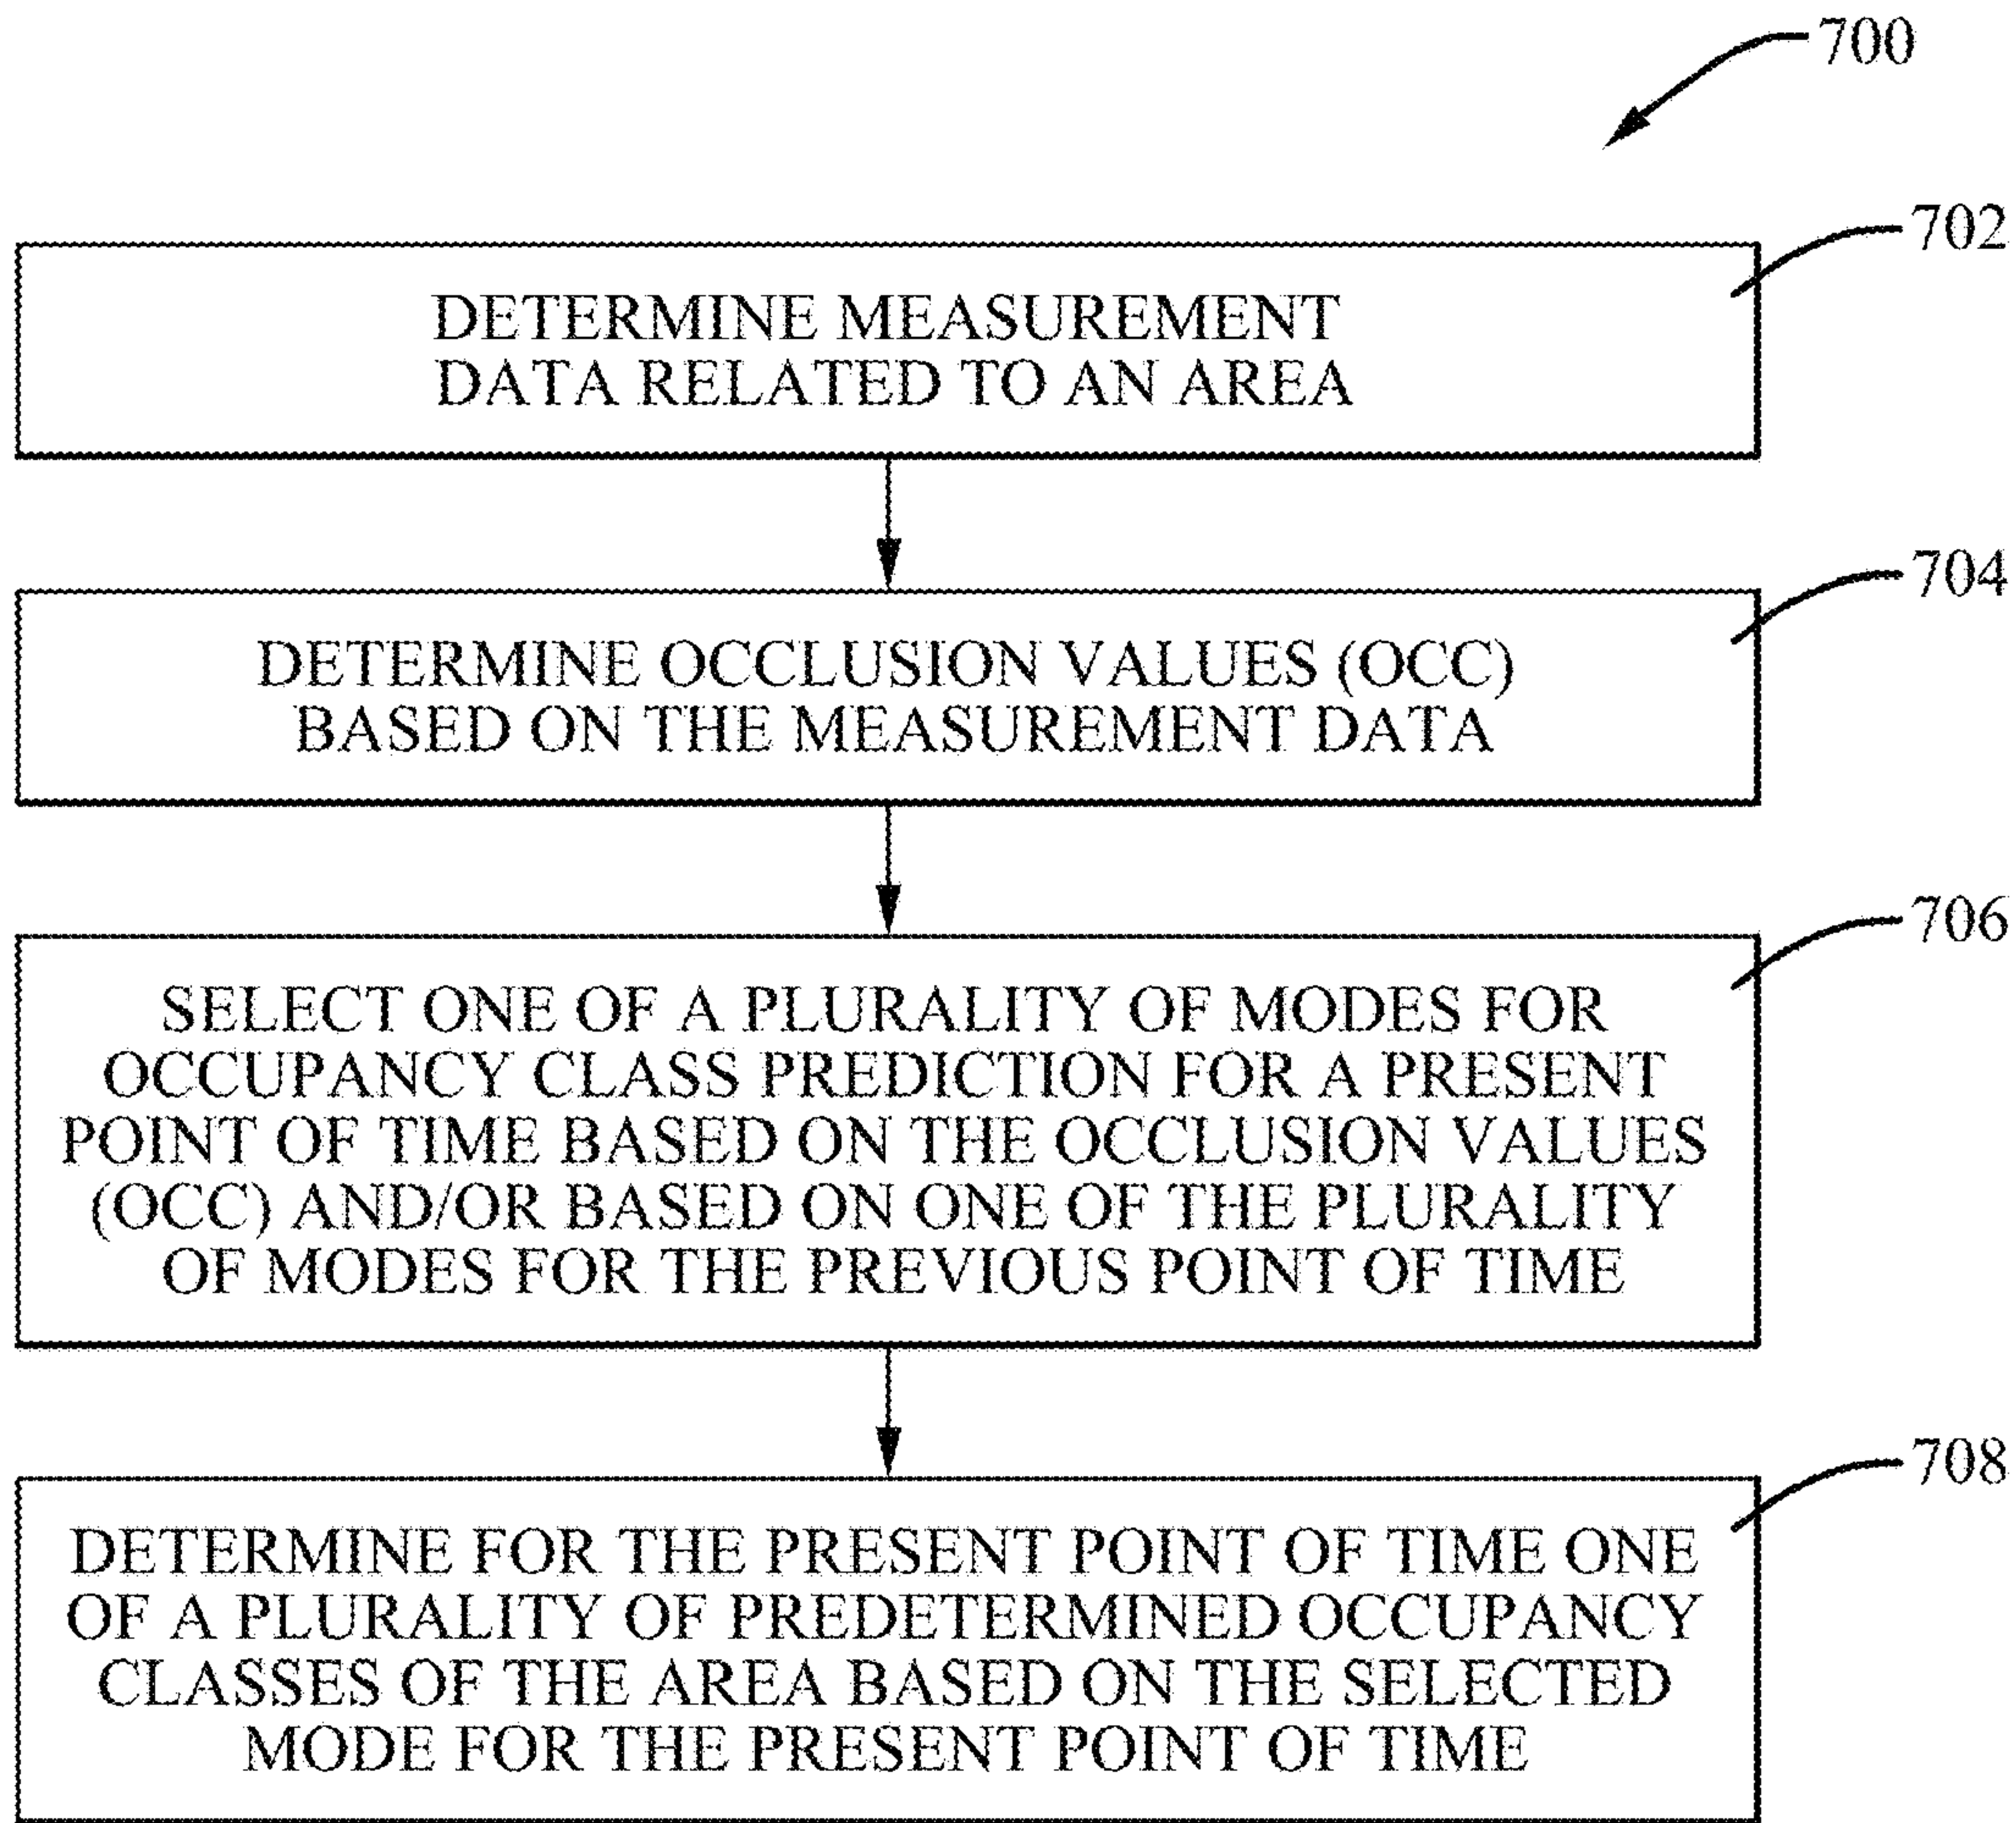 700
702
DETERMINE MEASUREMENT
DATA RELATED TO AN AREA
704
DETERMINE OCCLUSION VALUES (OCC)
BASED ON THE MEASUREMENT DATA
706
SELECT ONE OF A PLURALITY OF MODES FOR
OCCUPANCY CLASS PREDICTION FOR A PRESENT
POINT OF TIME BASED ON THE OCCLUSION VALUES
(OCC) AND/OR BASED ON ONE OF THE PLURALITY
OF MODES FOR THE PREVIOUS POINT OF TIME
708
DETERMINE FOR THE PRESENT POINT OF TIME ONE
OF A PLURALITY OF PREDETERMINED OCCUPANCY
CLASSES OF THE AREA BASED ON THE SELECTED
MODE FOR THE PRESENT POINT OF TIME